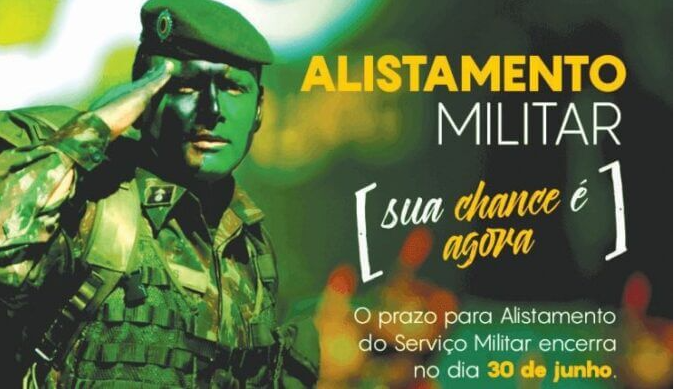 ALISTAMENTO
MILITAR
[sua chance é
agora]
O prazo para Alistamento
do Serviço Militar encerra
no dia 30 de junho.